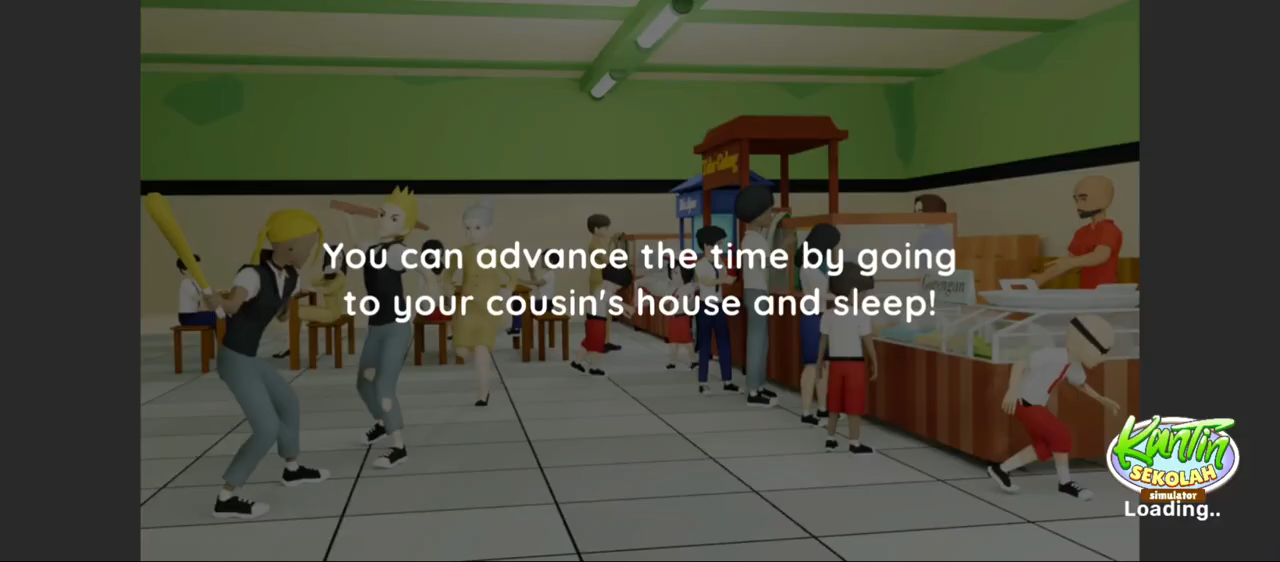 You can advance the time by going
to your cousin's house and sleep!
Kantin
SEKOLAH
simulator
Loading..